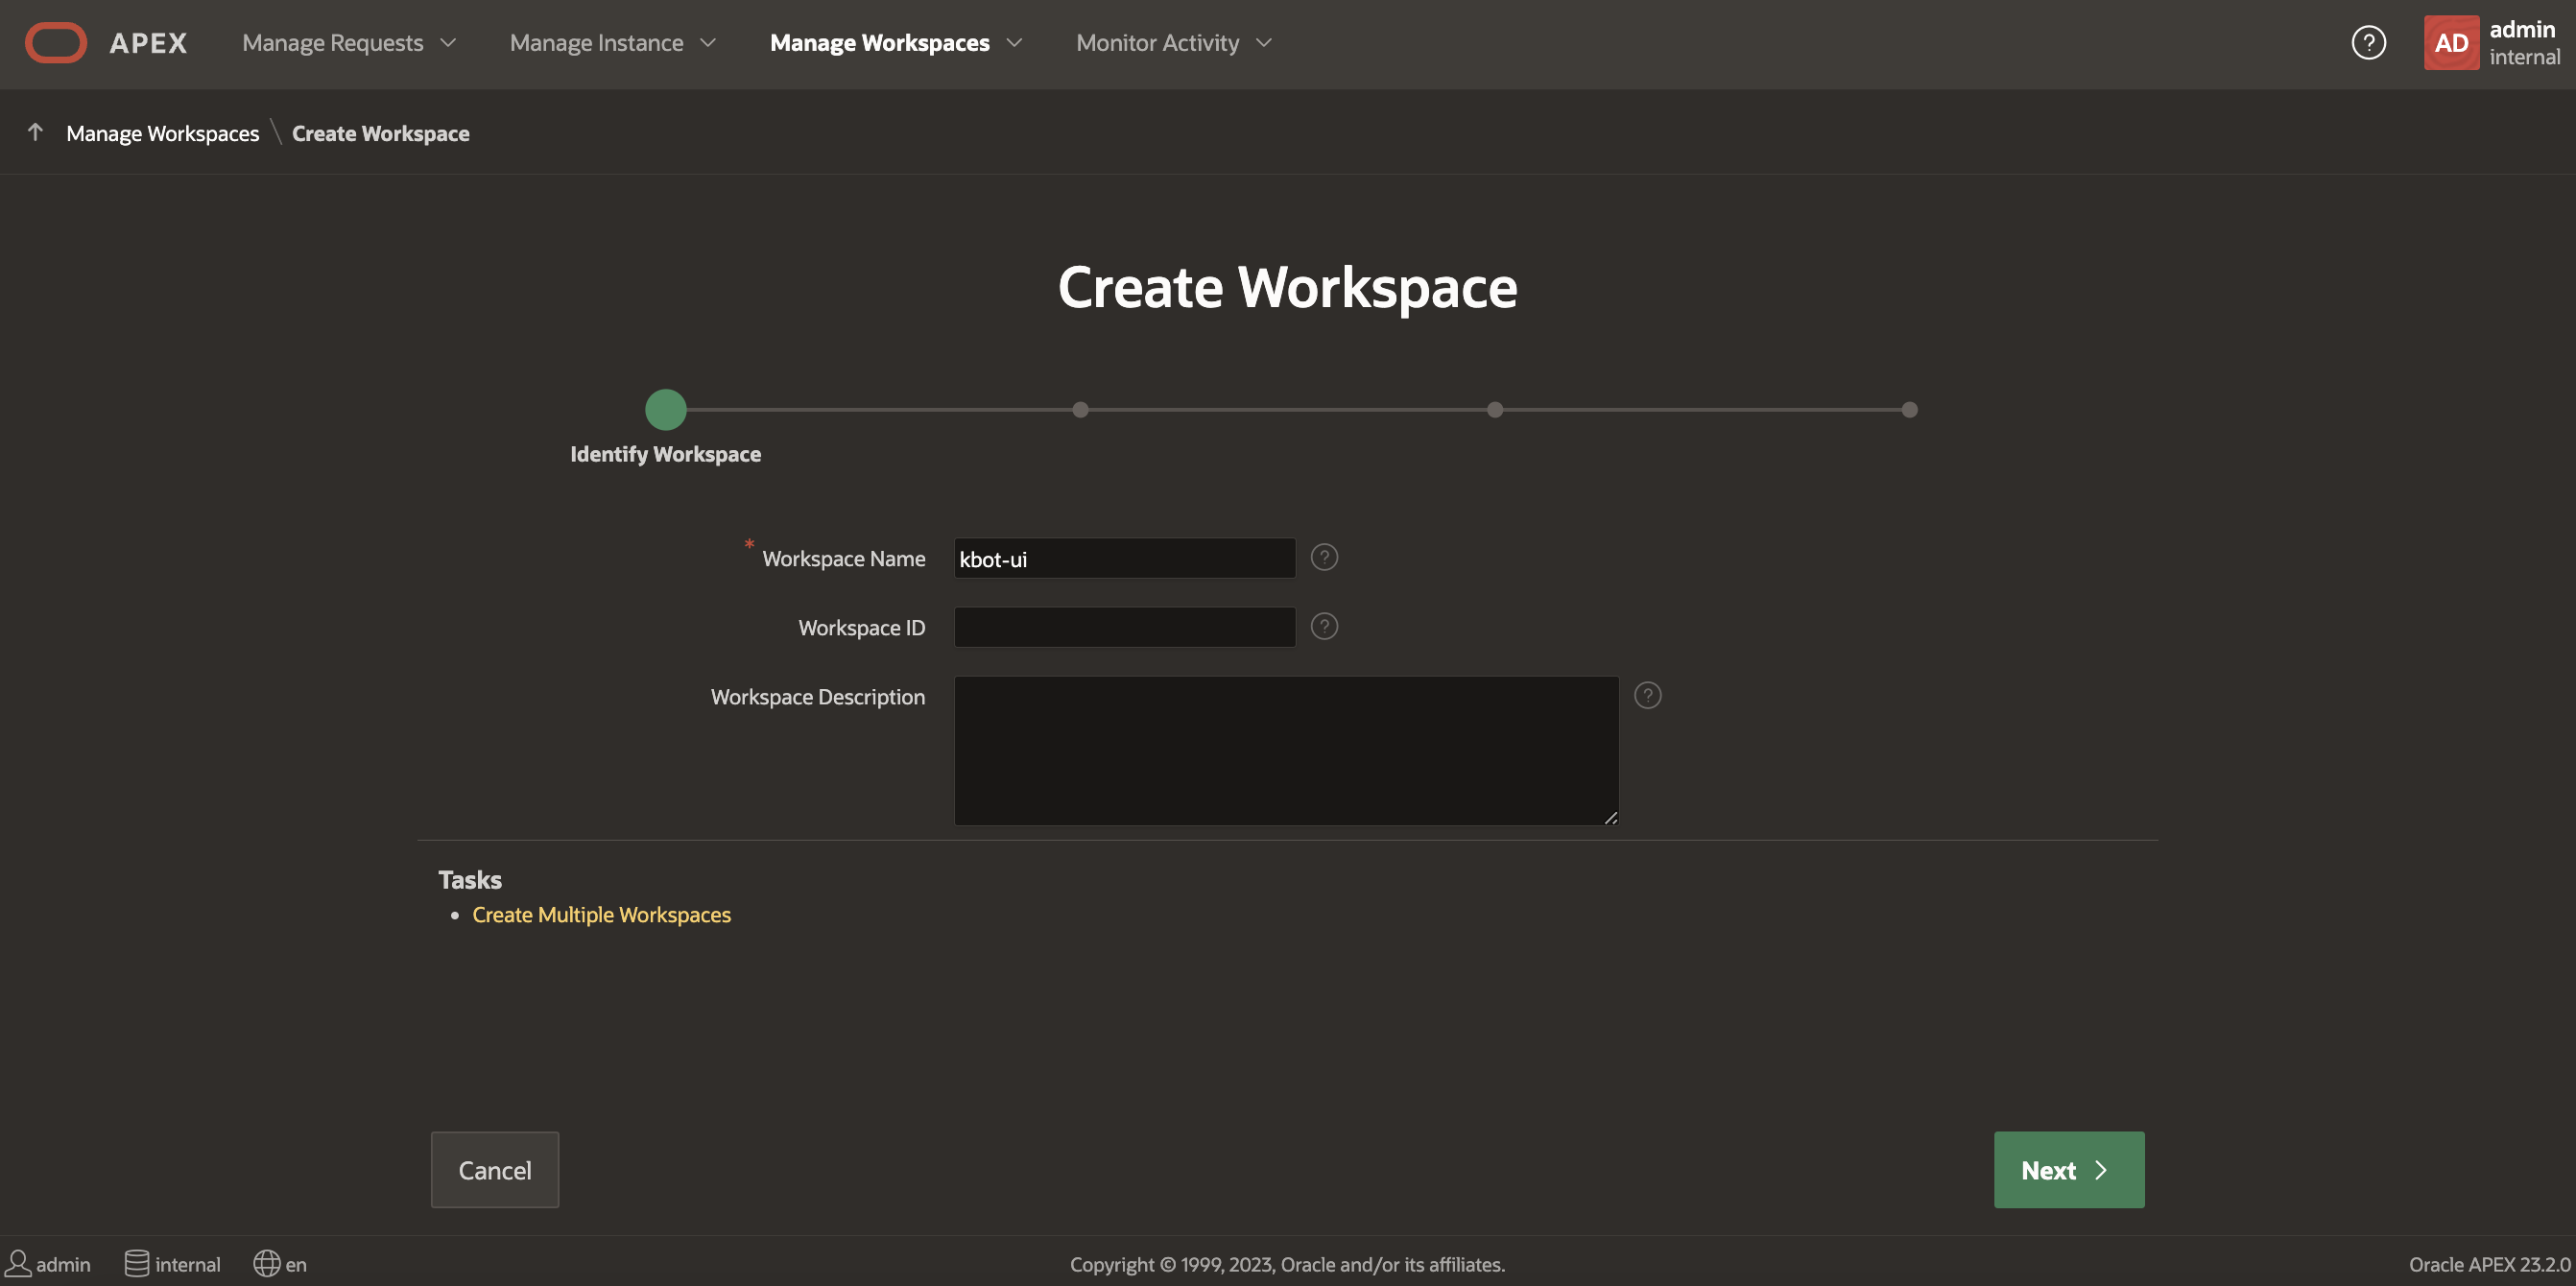 APEX Manage Requests Manage Instance Manage Workspaces Monitor Activity ? AD admin
internal
Manage Workspaces \ Create Workspace
Create Workspace
Identify Workspace
* Workspace Name kbot-ui ?
Workspace ID ?
Workspace Description ?
Tasks
• Create Multiple Workspaces
Cancel Next
admin internal en Copyright © 1999, 2023, Oracle and/or its affiliates. Oracle APEX 23.2.0